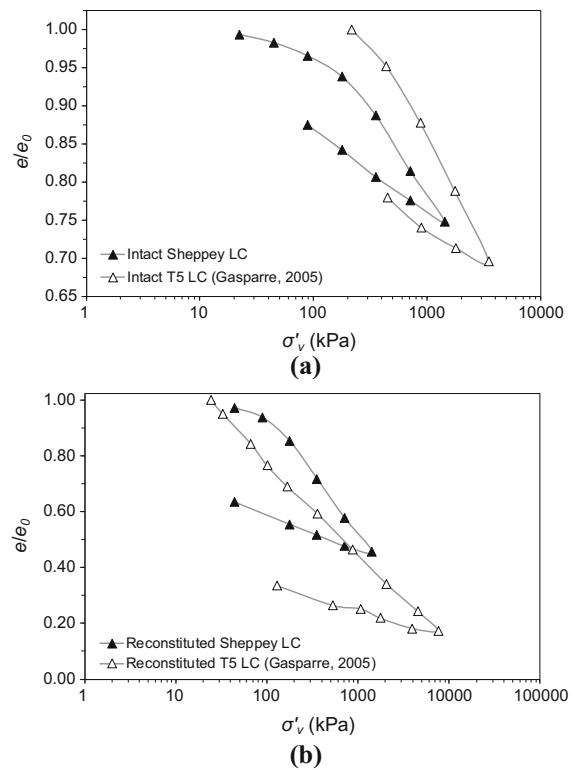 1.00
0.95
0.90
0.85
0.80
0.75
0.70
0.65
e/e0
Intact Sheppey LC
Intact T5 LC (Gasparre, 2005)
1 10 100 1000 10000
σ'v (kPa)
(a)
1.00
0.80
0.60
0.40
0.20
0.00
e/e0
Reconstituted Sheppey LC
Reconstituted T5 LC (Gasparre, 2005)
1 10 100 1000 10000 100000
σ'v (kPa)
(b)